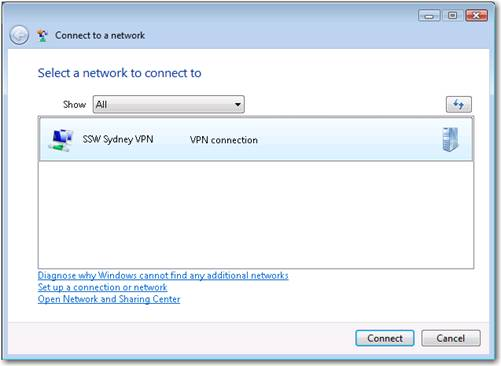 Connect to a network
Select a network to connect to
Show All
SSW Sydney VPN VPN connection
Diagnose why Windows cannot find any additional networks
Set up a connection or network
Open Network and Sharing Center
Connect Cancel